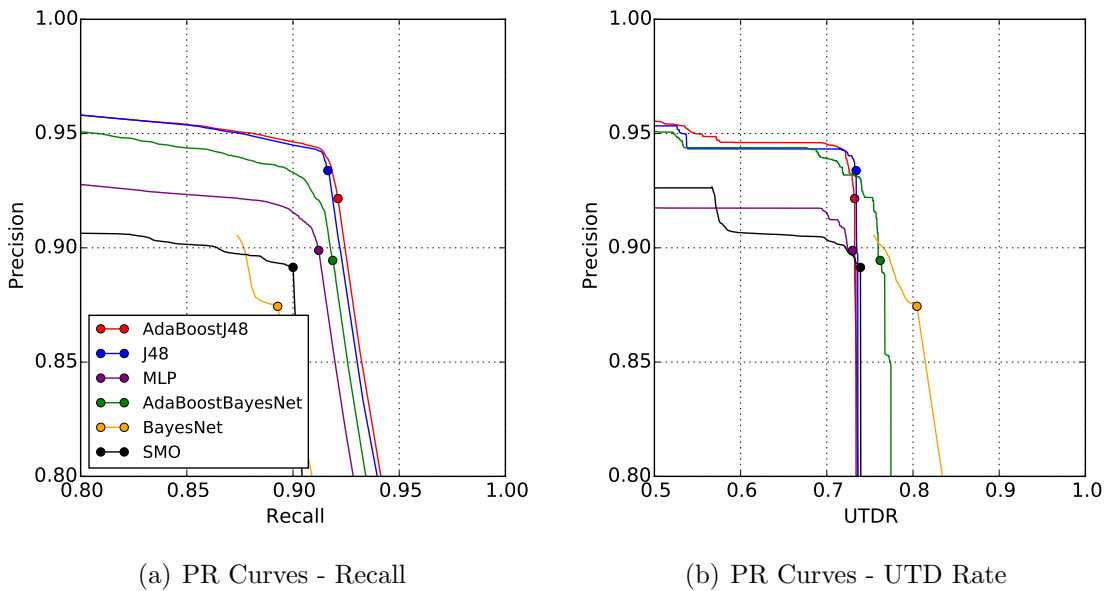 1.00
0.95
0.90
0.85
0.80
Precision
AdaBoostJ48
J48
MLP
AdaBoostBayesNet
BayesNet
SMO
0.80 0.85 0.90 0.95 1.00
Recall
(a) PR Curves - Recall
1.00
0.95
0.90
0.85
0.80
Precision
0.5 0.6 0.7 0.8 0.9 1.0
UTDR
(b) PR Curves - UTD Rate